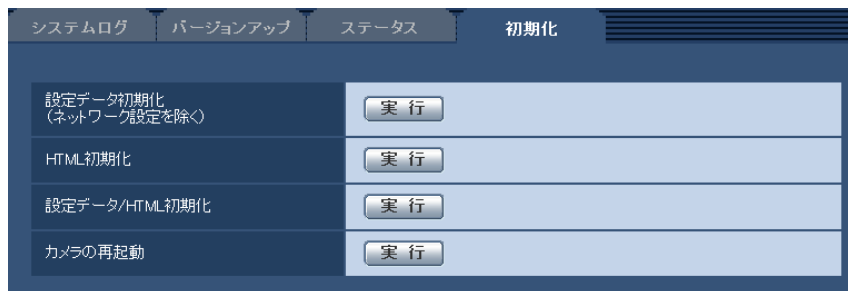 システムログ バージョンアップ ステータス 初期化
設定データ初期化
(ネットワーク設定を除く)
実行
HTML初期化
実行
設定データ/HTML初期化
実行
カメラの再起動
実行